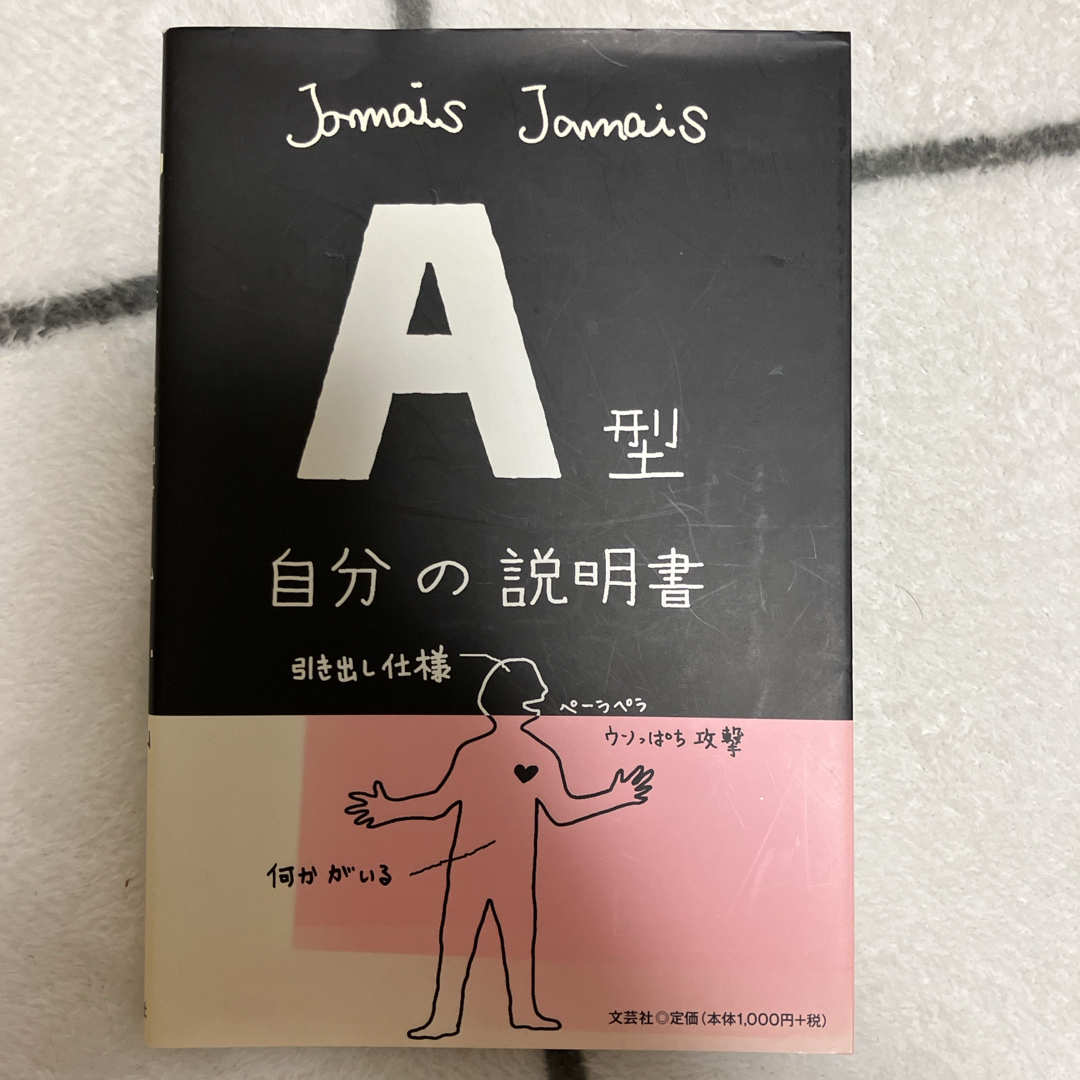 Jamais Jamais
A型
自分の説明書
引き出し仕様
ペーラペラ
ウソっぱち攻撃
何かがいる
文芸社◎定価(本体1,000円+税)